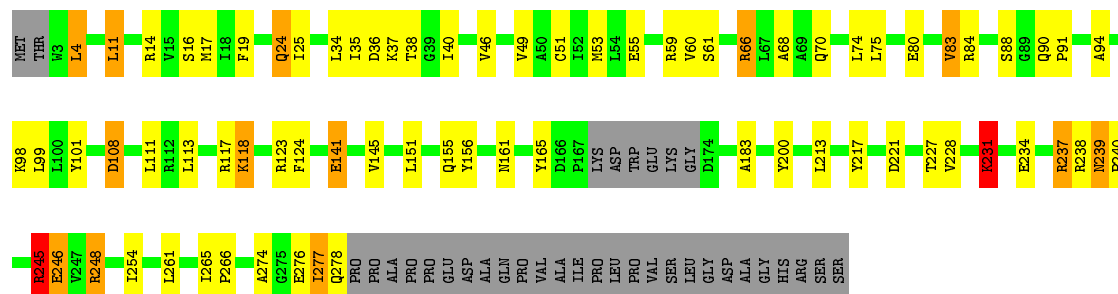 MET THR W3 L4 L11 R14 V15 S16 M17 I18 F19 Q24 I25 L34 I35 D36 K37 T38 G39 I40 V46 V49 A50 C51 I52 M53 L54 E55 R59 V60 S61 R66 L67 A68 A69 Q70 L74 L75 E80 V83 R84 S88 G89 Q90 P91 A94
K98 L99 L100 Y101 D108 L111 R112 L113 R117 K118 R123 F124 E141 V145 L151 Q155 Y156 N161 Y165 D166 P167 LYS ASP TRP GLU LYS GLY D174 A183 Y200 L213 Y217 D221 T227 V228 K231 E234 R237 R238 N239
R245 E246 V247 R248 I254 L261 I265 P266 A274 G275 E276 I277 Q278 PRO PRO ALA PRO PRO GLU ASP ALA GLN PRO VAL ALA ILE PRO LEU PRO VAL SER LEU GLY ASP ALA GLY HIS ARG SER SER